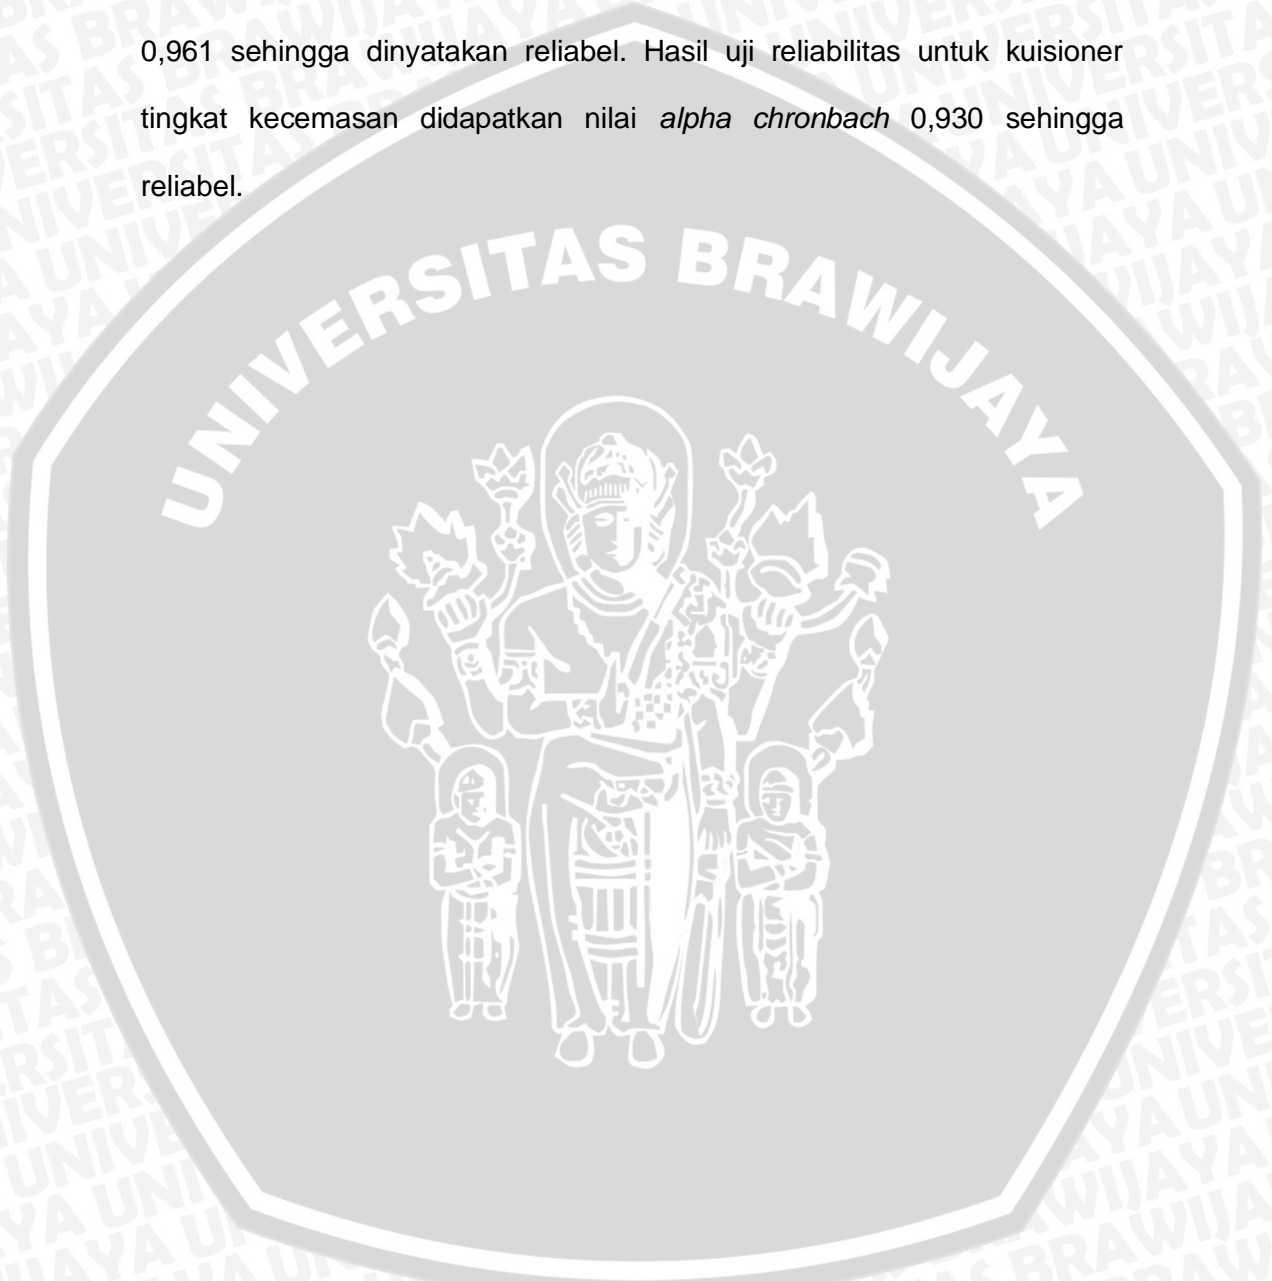 0,961 sehingga dinyatakan reliabel. Hasil uji reliabilitas untuk kuisioner
tingkat kecemasan didapatkan nilai alpha chronbach 0,930 sehingga
reliabel.
UNIVERSITAS BRAWIJAYA